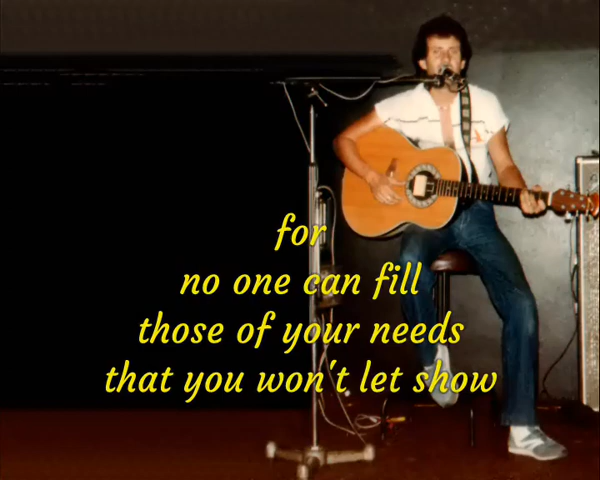 for
no one can fill
those of your needs
that you won't let show